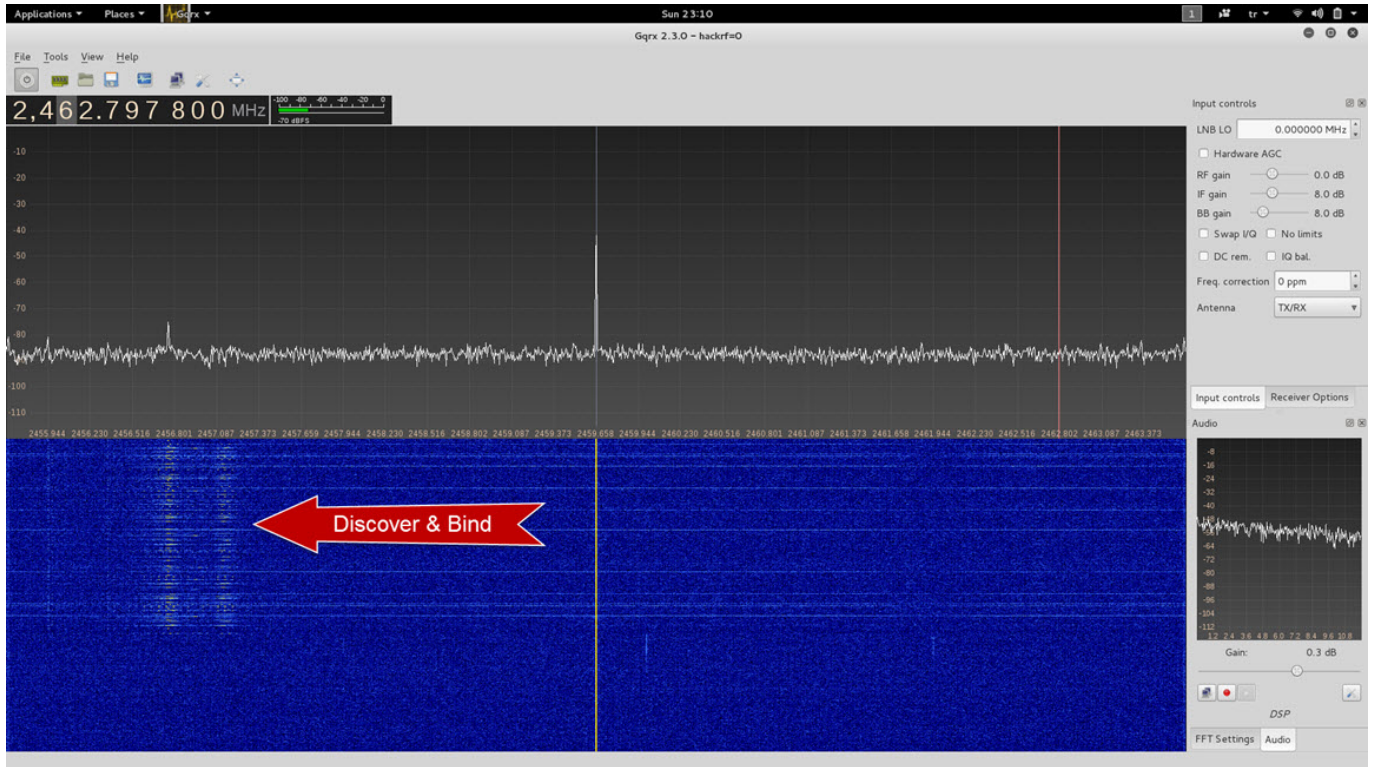 Applications Places Gqrx Sun 23:10 1 tr
Gqrx 2.3.0 - hackrf=0
File Tools View Help
2,462.797 800 MHz
-100 -80 -60 -40 -20 0
-70 dBFS
-10
-20
-30
-40
-50
-60
-70
-80
-100
-110
2455.944 2456.230 2456.516 2456.801 2457.087 2457.373 2457.659 2457.944 2458.230 2458.516 2458.802 2459.087 2459.373 2459.658 2459.944 2460.230 2460.516 2460.801 2461.087 2461.373 2461.658 2461.944 2462.230 2462.516 2462.802 2463.087 2463.373
Discover & Bind
Input controls
LNB LO 0.000000 MHz
Hardware AGC
RF gain 0.0 dB
IF gain 8.0 dB
BB gain 8.0 dB
Swap I/Q No limits
DC rem. IQ bal.
Freq. correction 0 ppm
Antenna TX/RX
Input controls Receiver Options
Audio
-8
-16
-24
-32
-40
-48
-64
-72
-80
-88
-96
-104
-112
1.2 2.4 3.6 4.8 6.0 7.2 8.4 9.6 10.8
Gain: 0.3 dB
DSP
FFT Settings Audio